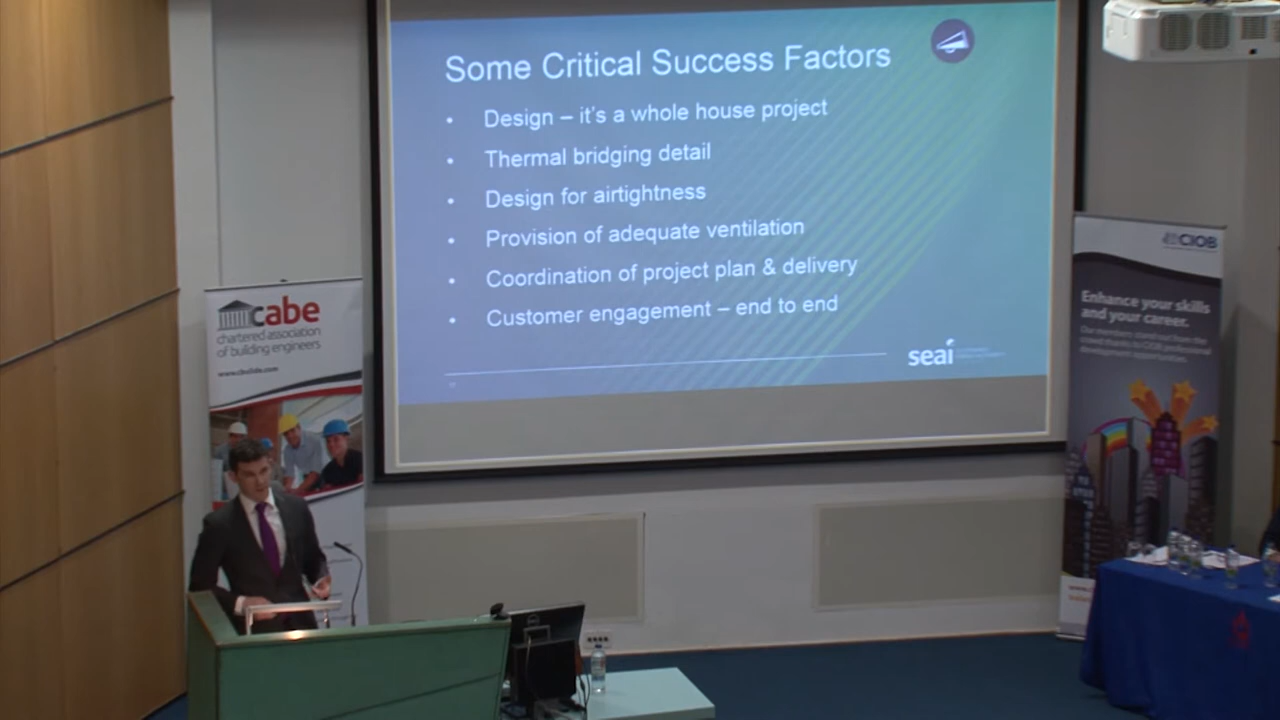 Some Critical Success Factors
• Design – it's a whole house project
• Thermal bridging detail
• Design for airtightness
• Provision of adequate ventilation
• Coordination of project plan & delivery
• Customer engagement – end to end
seai
cabe
chartered association
of building engineers
CIOB
Enhance your skills
and your career.
DELL